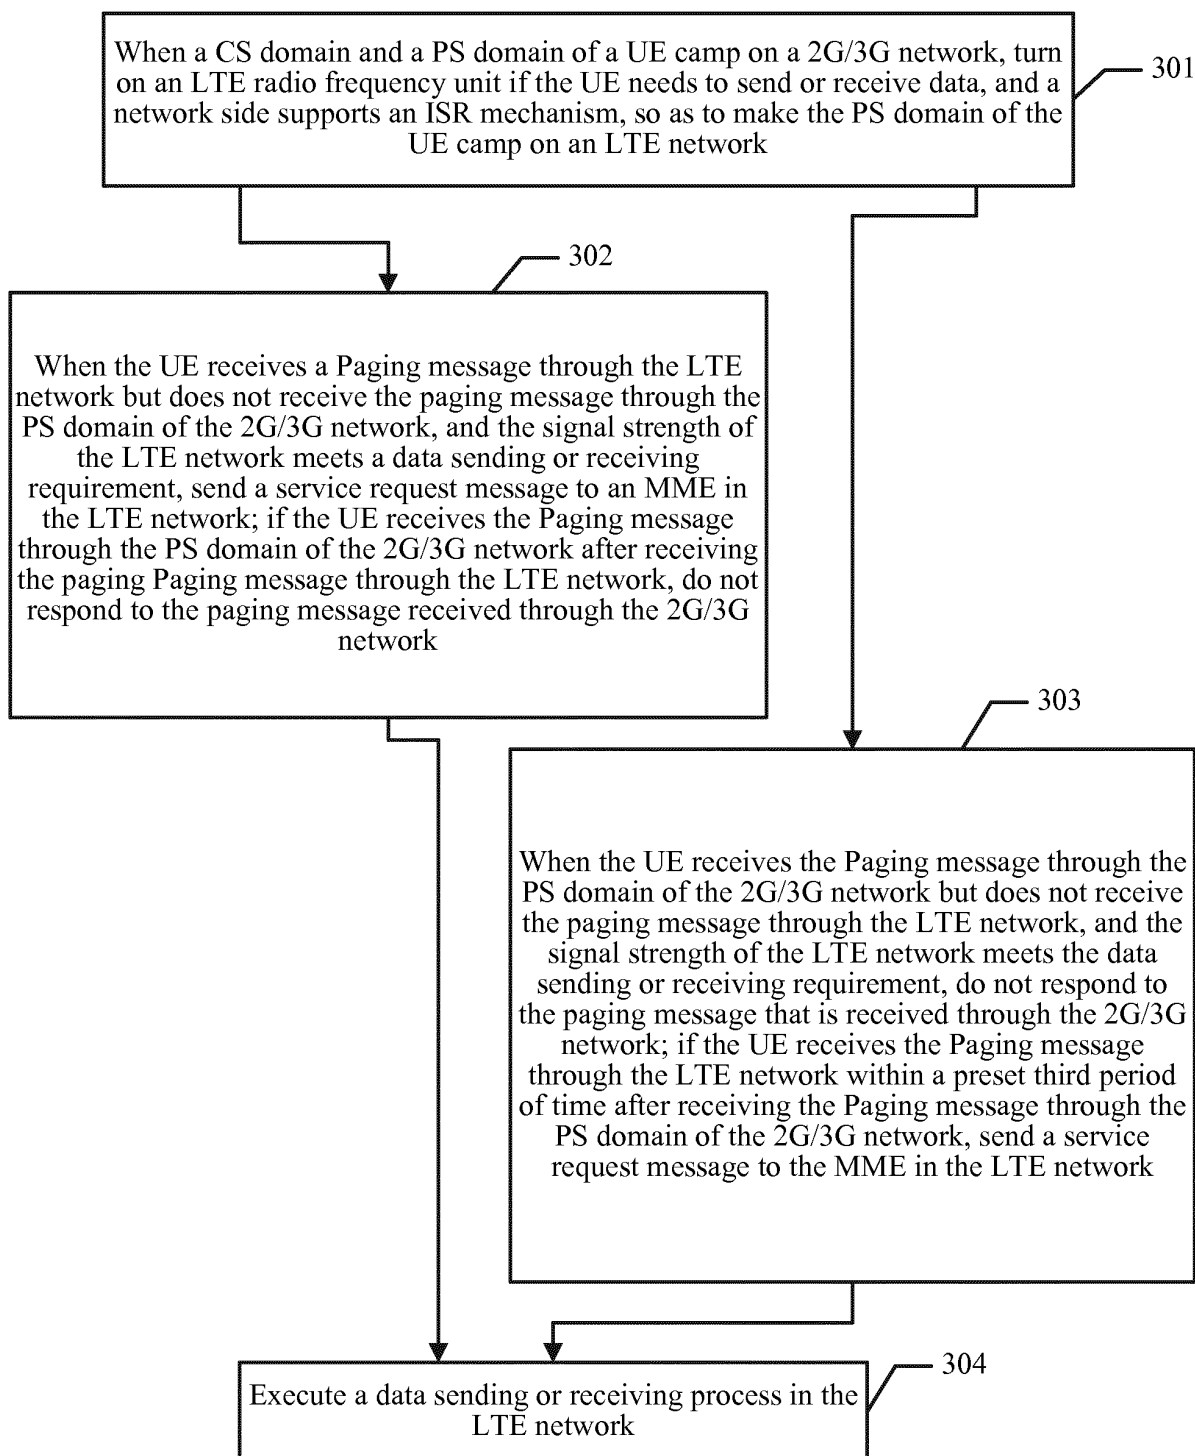 When a CS domain and a PS domain of a UE camp on a 2G/3G network, turn
on an LTE radio frequency unit if the UE needs to send or receive data, and a
network side supports an ISR mechanism, so as to make the PS domain of the
UE camp on an LTE network
301
302
When the UE receives a Paging message through the LTE
network but does not receive the paging message through the
PS domain of the 2G/3G network, and the signal strength of
the LTE network meets a data sending or receiving
requirement, send a service request message to an MME in
the LTE network; if the UE receives the Paging message
through the PS domain of the 2G/3G network after receiving
the paging Paging message through the LTE network, do not
respond to the paging message received through the 2G/3G
network
303
When the UE receives the Paging message through the
PS domain of the 2G/3G network but does not receive
the paging message through the LTE network, and the
signal strength of the LTE network meets the data
sending or receiving requirement, do not respond to
the paging message that is received through the 2G/3G
network; if the UE receives the Paging message
through the LTE network within a preset third period
of time after receiving the Paging message through the
PS domain of the 2G/3G network, send a service
request message to the MME in the LTE network
304
Execute a data sending or receiving process in the
LTE network